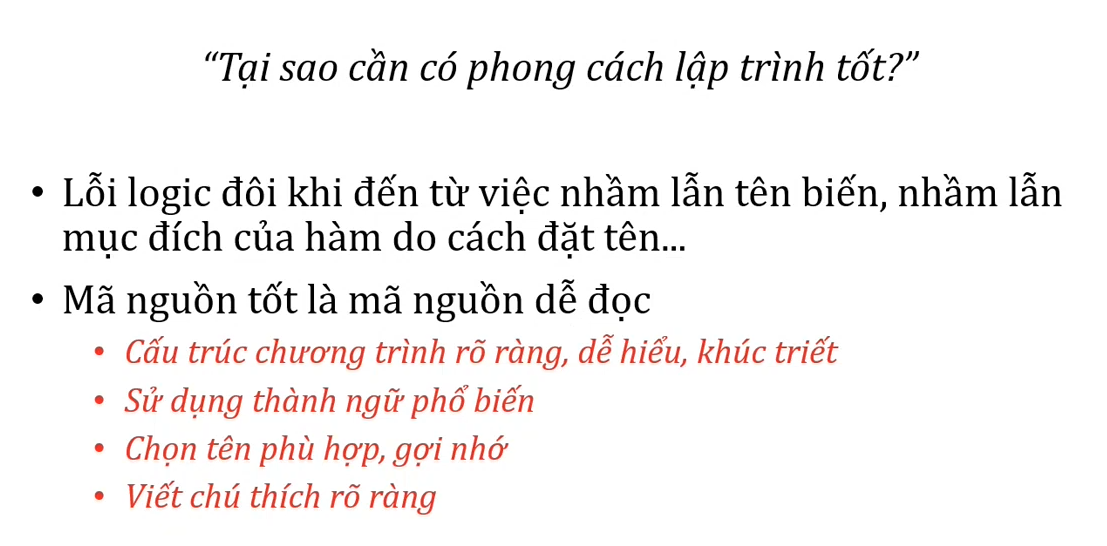 “Tại sao cần có phong cách lập trình tốt?”
• Lỗi logic đôi khi đến từ việc nhầm lẫn tên biến, nhầm lẫn
mục đích của hàm do cách đặt tên...
• Mã nguồn tốt là mã nguồn dễ đọc
• Cấu trúc chương trình rõ ràng, dễ hiểu, khúc triết
• Sử dụng thành ngữ phổ biến
• Chọn tên phù hợp, gợi nhớ
• Viết chú thích rõ ràng